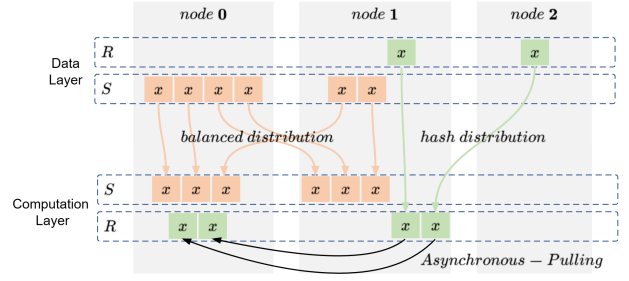 node 0 node 1 node 2
Data
Layer
R x x
S x x x x x x
balanced distribution hash distribution
Computation
Layer
S x x x x x x
R x x x x
Asynchronous − Pulling